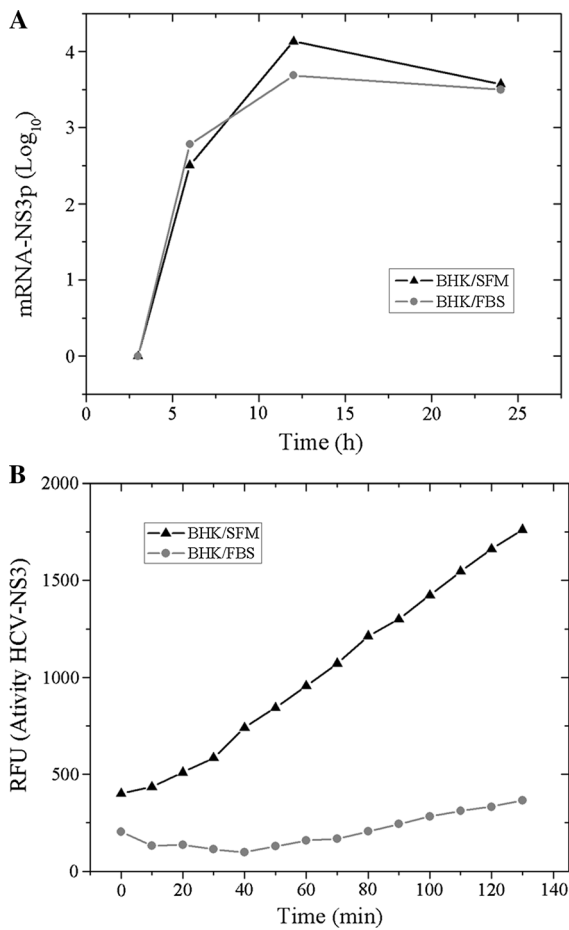 A
mRNA-NS3p (Log10)
4
3
2
1
0
BHK/SFM
BHK/FBS
0 5 10 15 20 25
Time (h)
B
RFU (Ativity HCV-NS3)
2000
1500
1000
500
0
BHK/SFM
BHK/FBS
0 20 40 60 80 100 120 140
Time (min)